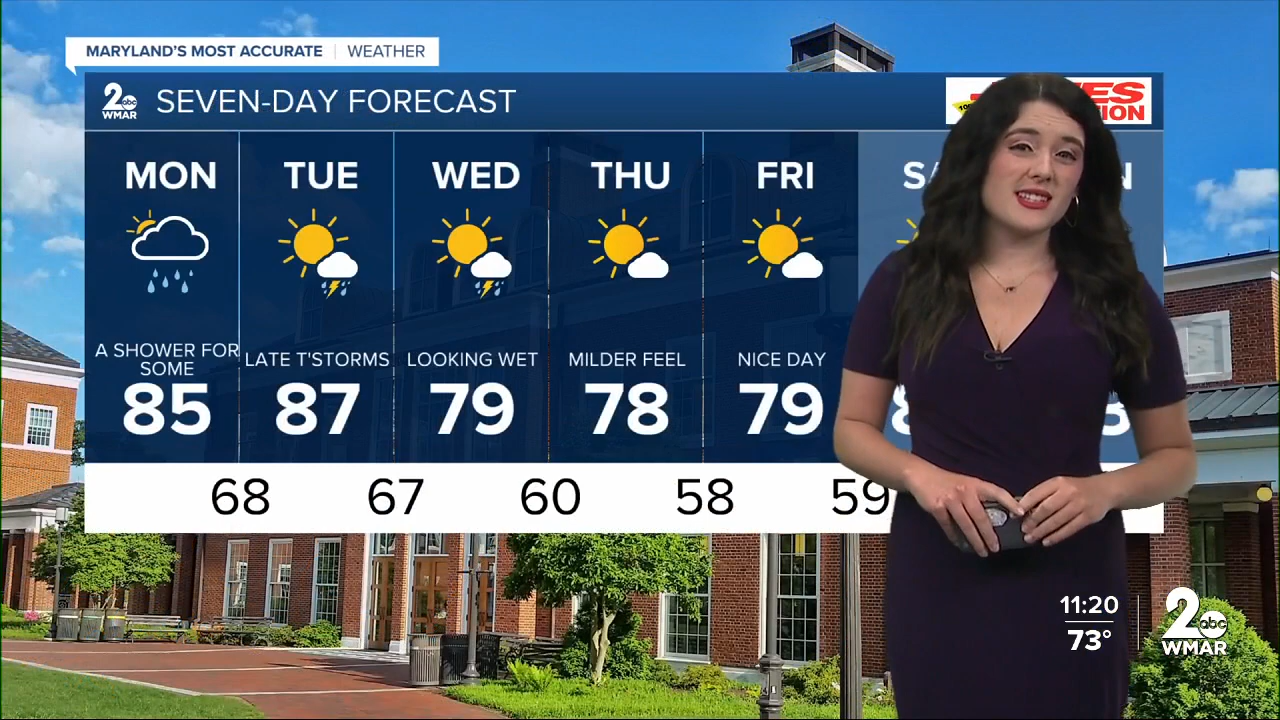 MARYLAND'S MOST ACCURATE | WEATHER
2 abc WMAR
SEVEN-DAY FORECAST
MON TUE WED THU FRI
A SHOWER FOR SOME
LATE T'STORMS
LOOKING WET
MILDER FEEL
NICE DAY
85 87 79 78 79
68 67 60 58 59
11:20
73°
2 abc
WMAR